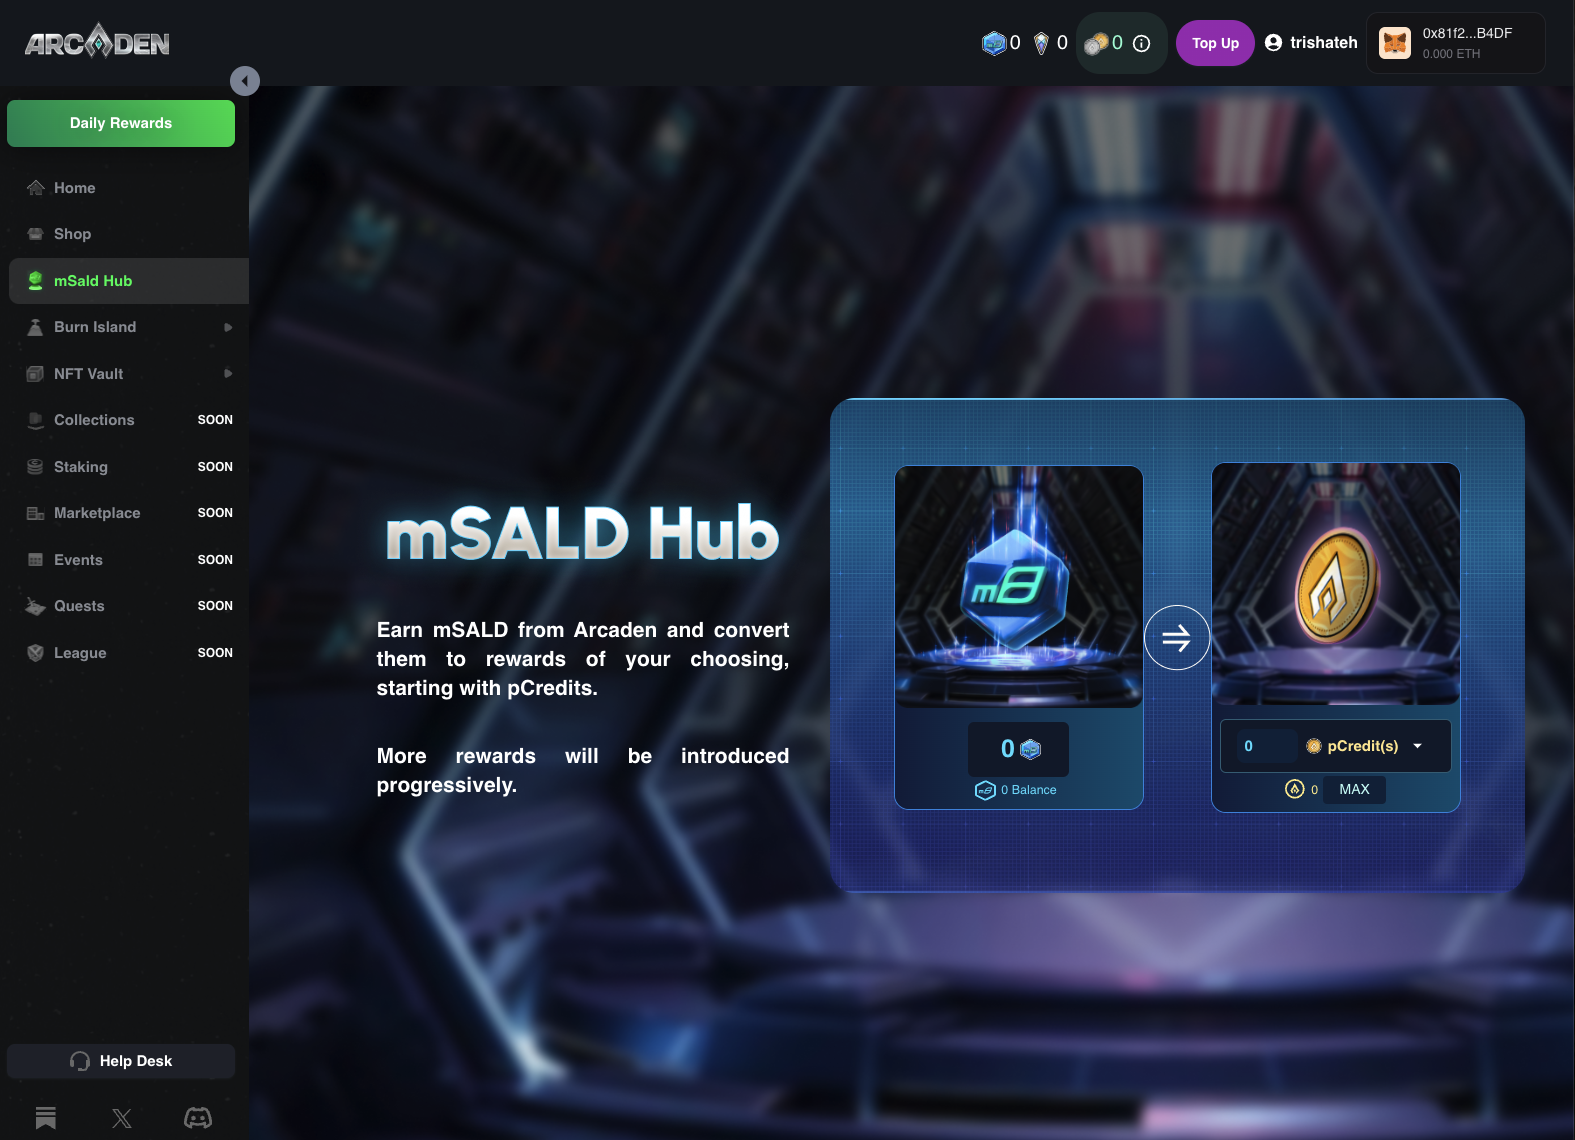 ARCADEN
0
0
0
Top Up
trishateh
0x81f2...B4DF
0.000 ETH
Daily Rewards
Home
Shop
mSald Hub
Burn Island
NFT Vault
Collections SOON
Staking SOON
Marketplace SOON
Events SOON
Quests SOON
League SOON
Help Desk
mSALD Hub
Earn mSALD from Arcaden and convert
them to rewards of your choosing,
starting with pCredits.
More rewards will be introduced
progressively.
m8
0
0 Balance
0 pCredit(s)
0 MAX